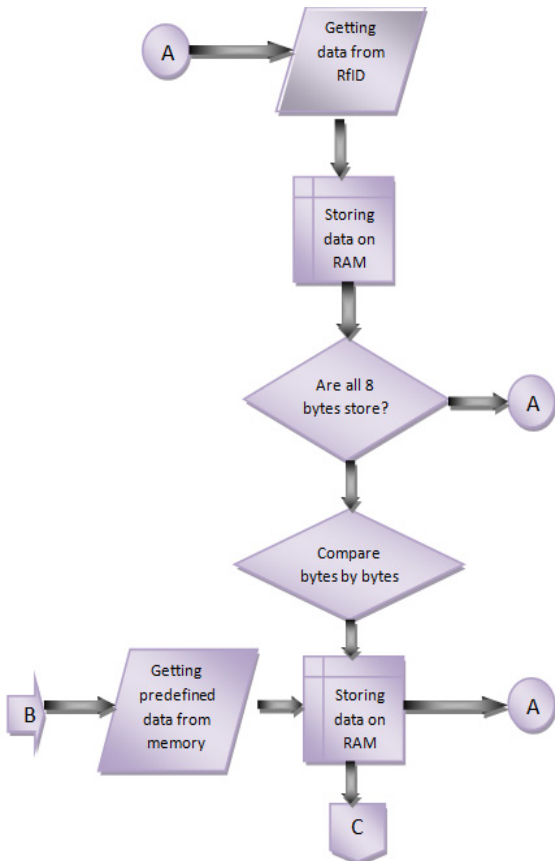 A
Getting
data from
RfID
Storing
data on
RAM
Are all 8
bytes store?
A
Compare
bytes by bytes
B
Getting
predefined
data from
memory
Storing
data on
RAM
A
C